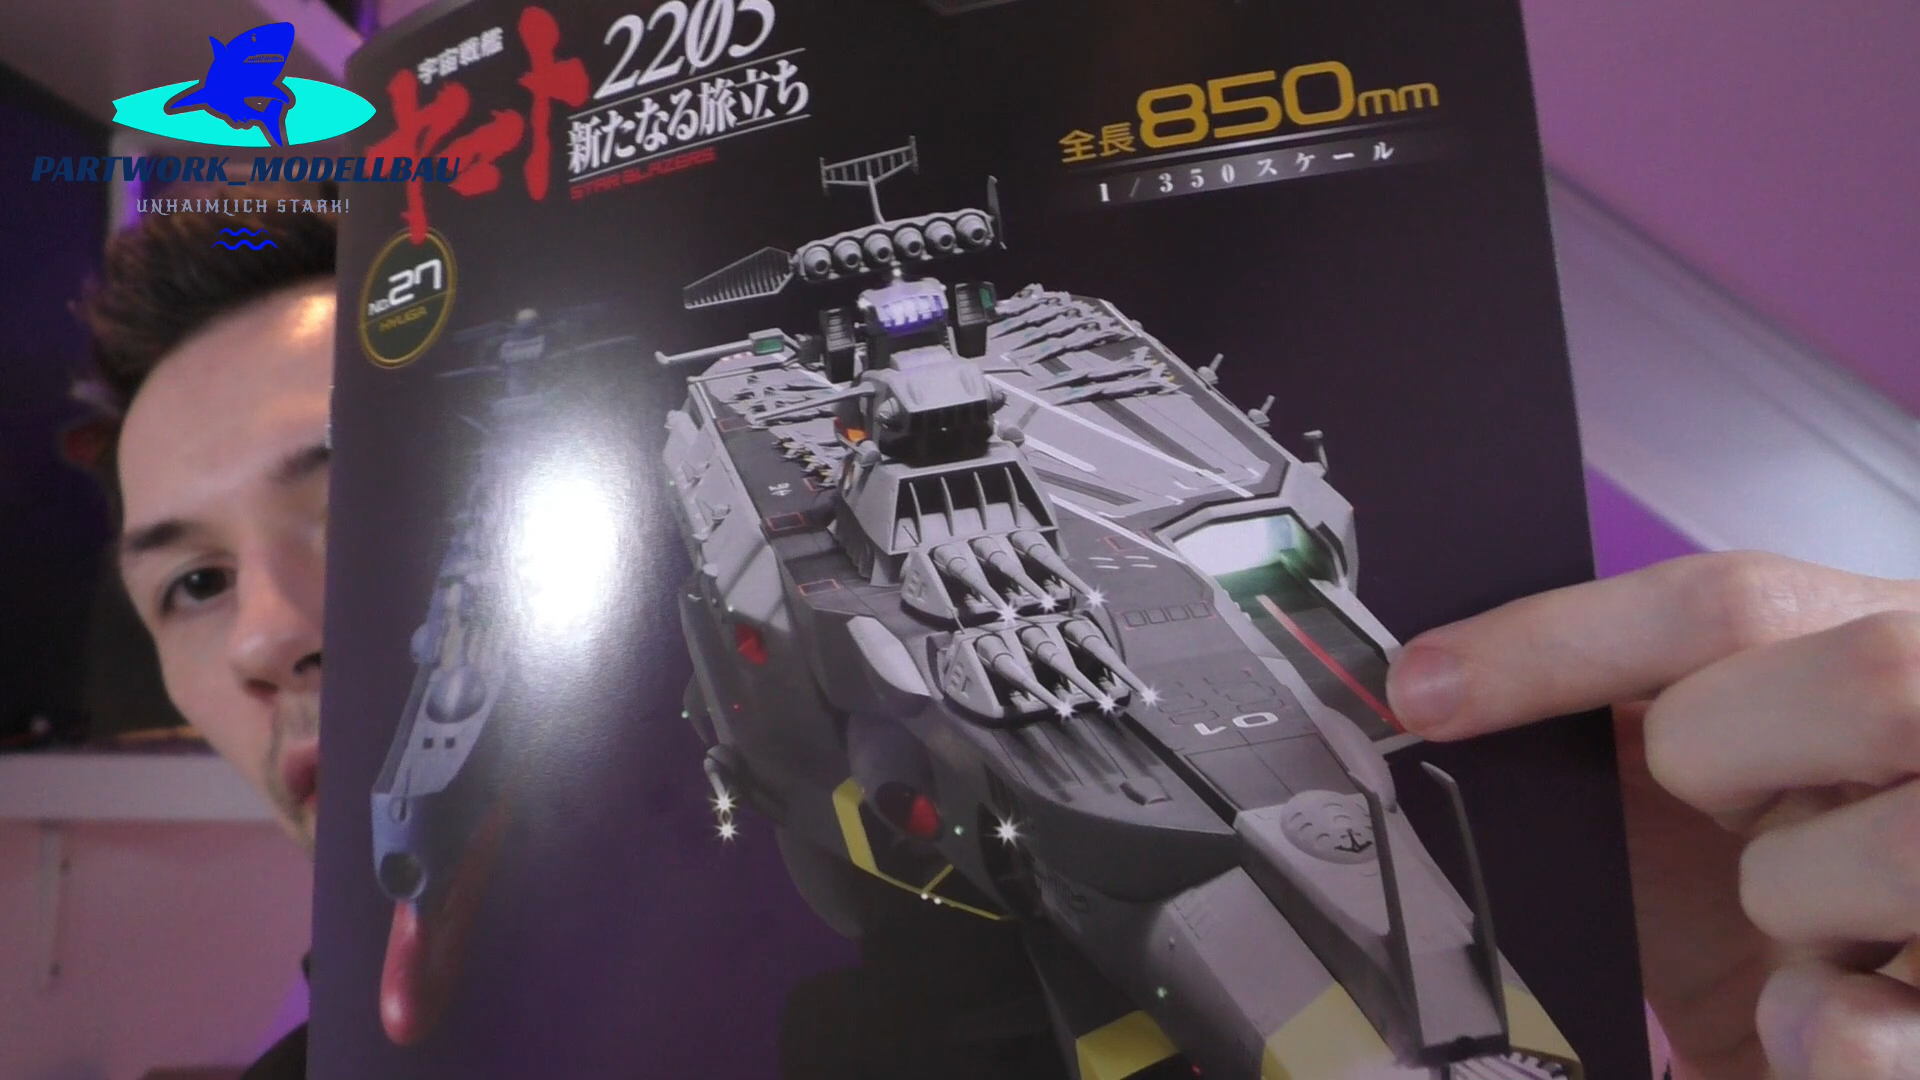 PARTWORK_MODELLBAU
UNHAIMLICH STARK!
宇宙戦艦
ヤマト
2205
新たなる旅立ち
STAR BLAZERS
全長850mm
1/350スケール
No.27
HYUGA
01